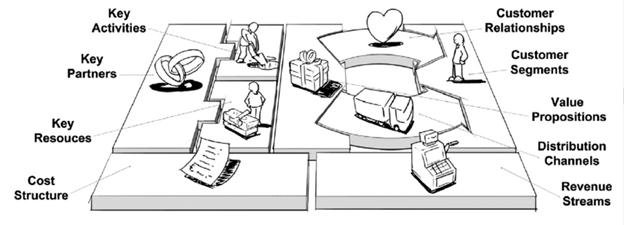 Key
Activities
Key
Partners
Key
Resouces
Cost
Structure
Customer
Relationships
Customer
Segments
Value
Propositions
Distribution
Channels
Revenue
Streams